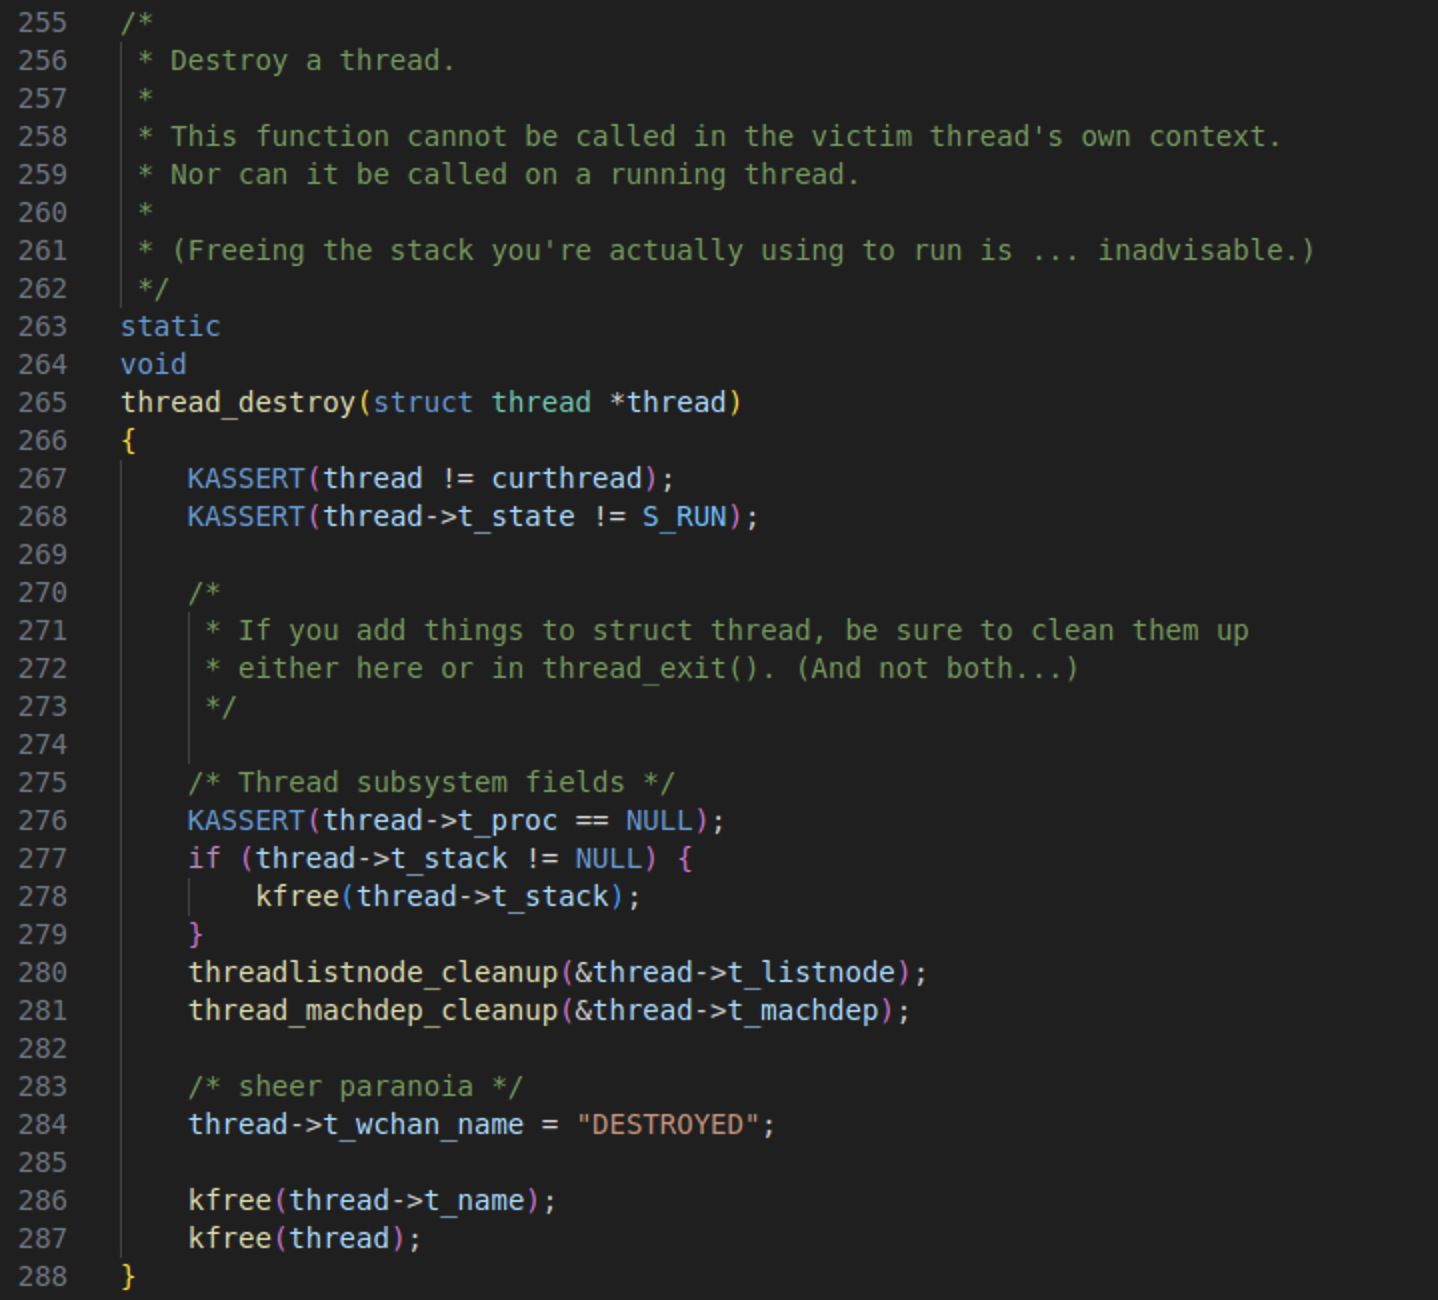 255 /*
256  * Destroy a thread.
257  *
258  * This function cannot be called in the victim thread's own context.
259  * Nor can it be called on a running thread.
260  *
261  * (Freeing the stack you're actually using to run is ... inadvisable.)
262  */
263 static
264 void
265 thread_destroy(struct thread *thread)
266 {
267     KASSERT(thread != curthread);
268     KASSERT(thread->t_state != S_RUN);
269
270     /*
271      * If you add things to struct thread, be sure to clean them up
272      * either here or in thread_exit(). (And not both...)
273      */
274
275     /* Thread subsystem fields */
276     KASSERT(thread->t_proc == NULL);
277     if (thread->t_stack != NULL) {
278         kfree(thread->t_stack);
279     }
280     threadlistnode_cleanup(&thread->t_listnode);
281     thread_machdep_cleanup(&thread->t_machdep);
282
283     /* sheer paranoia */
284     thread->t_wchan_name = "DESTROYED";
285
286     kfree(thread->t_name);
287     kfree(thread);
288 }